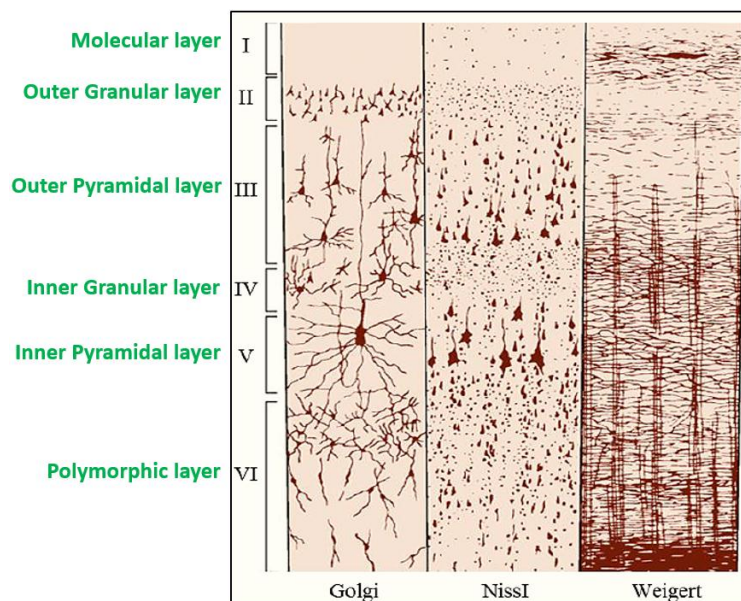 Molecular layer I
Outer Granular layer II
Outer Pyramidal layer III
Inner Granular layer IV
Inner Pyramidal layer V
Polymorphic layer VI
Golgi NissI Weigert